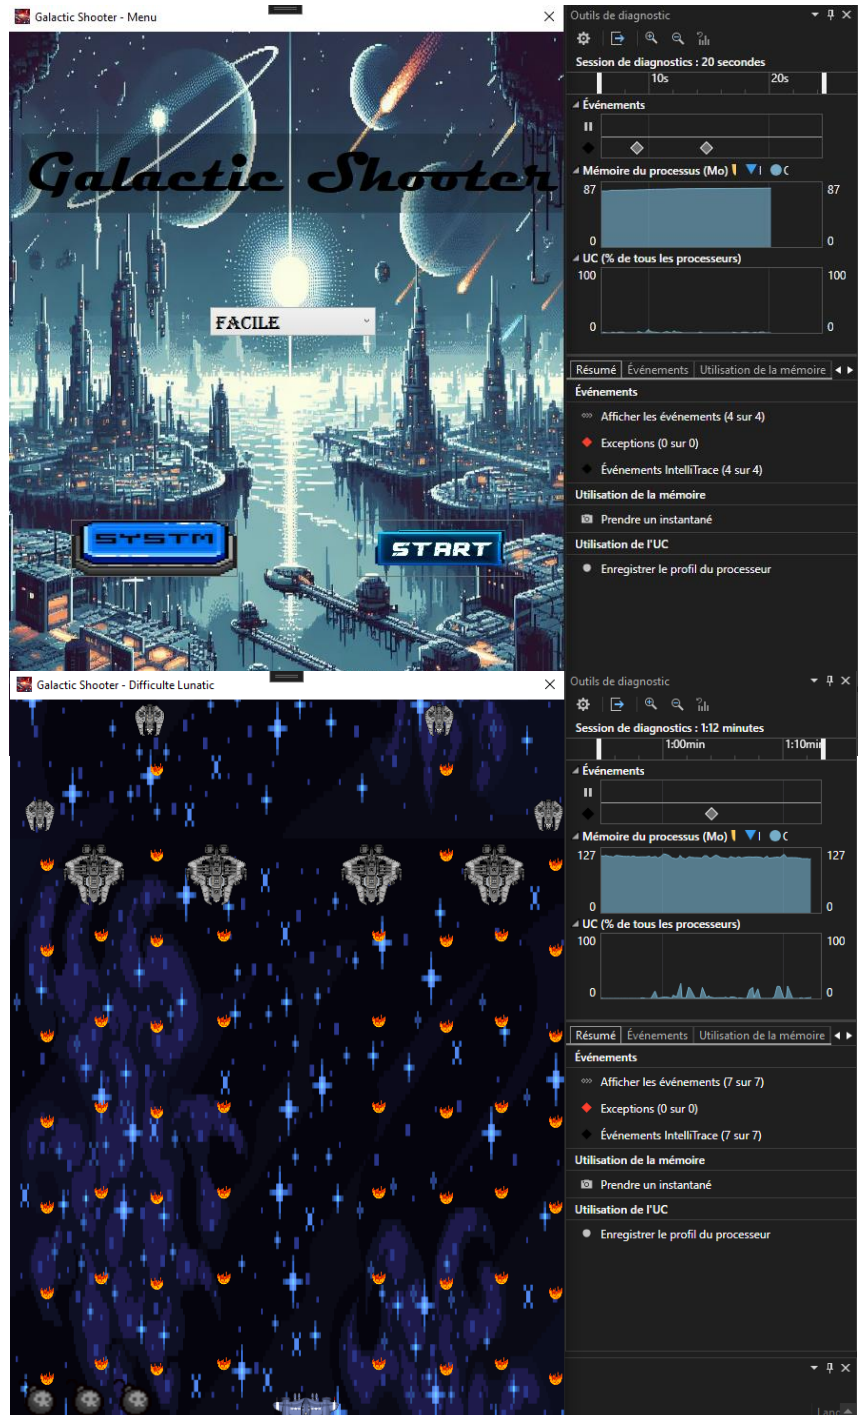 Galactic Shooter - Menu
Galactic Shooter
FACILE
SYSTM
START
Outils de diagnostic
Session de diagnostics : 20 secondes
10s 20s
Événements
Mémoire du processus (Mo)
87 87
0 0
UC (% de tous les processeurs)
100 100
0 0
Résumé Événements Utilisation de la mémoire
Événements
Afficher les événements (4 sur 4)
Exceptions (0 sur 0)
Événements IntelliTrace (4 sur 4)
Utilisation de la mémoire
Prendre un instantané
Utilisation de l'UC
Enregistrer le profil du processeur
Galactic Shooter - Difficulte Lunatic
Outils de diagnostic
Session de diagnostics : 1:12 minutes
1:00min 1:10min
Événements
Mémoire du processus (Mo)
127 127
0 0
UC (% de tous les processeurs)
100 100
0 0
Résumé Événements Utilisation de la mémoire
Événements
Afficher les événements (7 sur 7)
Exceptions (0 sur 0)
Événements IntelliTrace (7 sur 7)
Utilisation de la mémoire
Prendre un instantané
Utilisation de l'UC
Enregistrer le profil du processeur